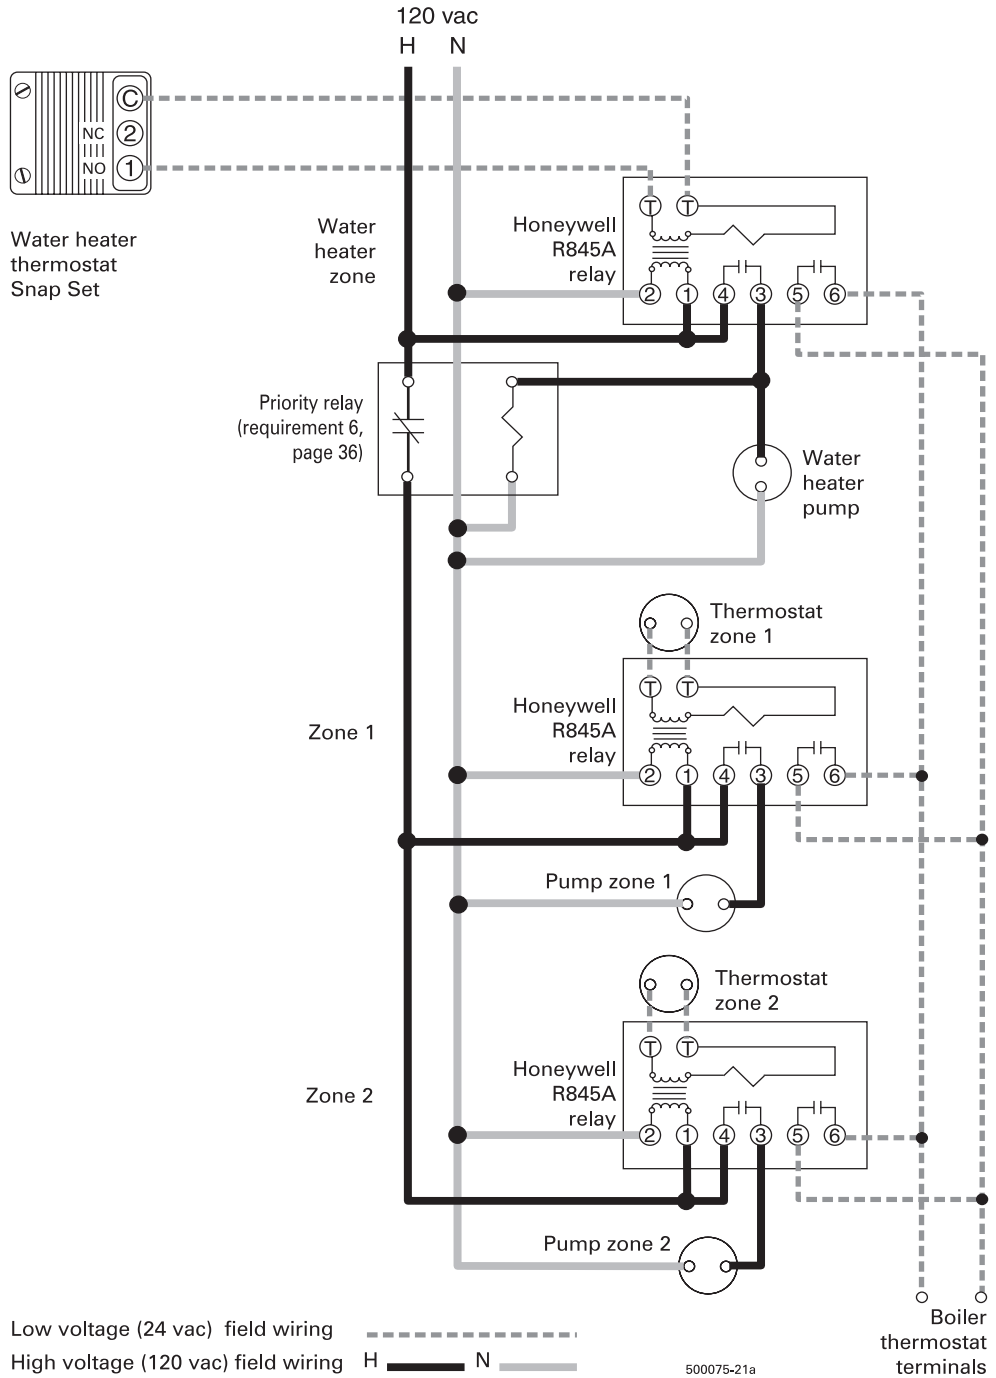 120 vac
H N
C
NC 2
NO 1
Water heater
thermostat
Snap Set
Water
heater
zone
Honeywell
R845A
relay
T T
2 1 4 3 5 6
Priority relay
(requirement 6,
page 36)
Water
heater
pump
Thermostat
zone 1
Zone 1
Honeywell
R845A
relay
T T
2 1 4 3 5 6
Pump zone 1
Thermostat
zone 2
Zone 2
Honeywell
R845A
relay
T T
2 1 4 3 5 6
Pump zone 2
Boiler
thermostat
terminals
Low voltage (24 vac) field wiring
High voltage (120 vac) field wiring H N
500075-21a